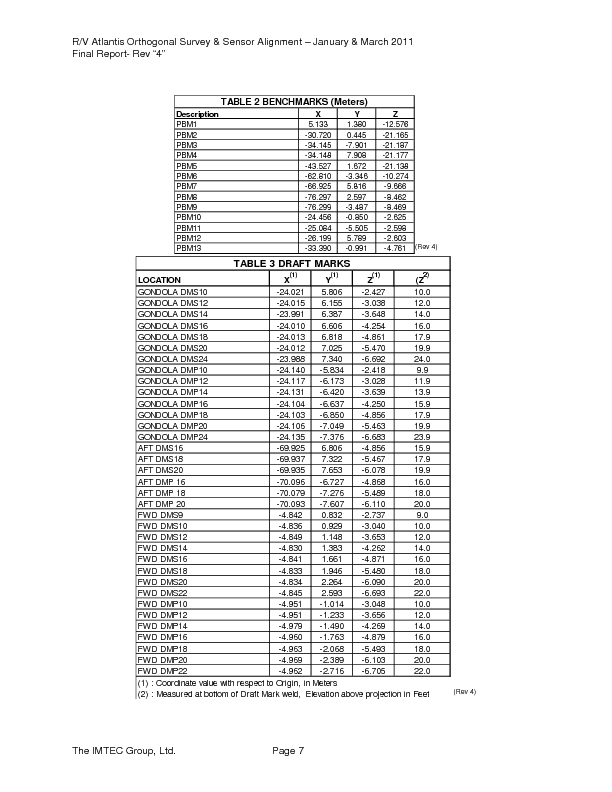 R/V Atlantis Orthogonal Survey & Sensor Alignment – January & March 2011
Final Report- Rev "4"
TABLE 2 BENCHMARKS (Meters)
Description X Y Z
PBM1 5.133 1.380 -12.576
PBM2 -30.720 0.445 -21.165
PBM3 -34.145 -7.901 -21.187
PBM4 -34.148 7.908 -21.177
PBM5 -43.527 1.672 -21.138
PBM6 -62.810 -3.346 -10.274
PBM7 -66.925 5.816 -9.666
PBM8 -76.297 2.597 -8.462
PBM9 -76.299 -3.487 -8.469
PBM10 -24.456 -0.850 -2.625
PBM11 -25.084 -5.505 -2.598
PBM12 -26.199 5.789 -2.603
PBM13 -33.390 -0.991 -4.761 (Rev 4)
TABLE 3 DRAFT MARKS
LOCATION X(1) Y(1) Z(1) (Z2)
GONDOLA DMS10 -24.021 5.806 -2.427 10.0
GONDOLA DMS12 -24.015 6.155 -3.038 12.0
GONDOLA DMS14 -23.991 6.387 -3.648 14.0
GONDOLA DMS16 -24.010 6.606 -4.254 16.0
GONDOLA DMS18 -24.013 6.818 -4.861 17.9
GONDOLA DMS20 -24.012 7.025 -5.470 19.9
GONDOLA DMS24 -23.988 7.340 -6.692 24.0
GONDOLA DMP10 -24.140 -5.834 -2.418 9.9
GONDOLA DMP12 -24.117 -6.173 -3.028 11.9
GONDOLA DMP14 -24.131 -6.420 -3.639 13.9
GONDOLA DMP16 -24.104 -6.637 -4.250 15.9
GONDOLA DMP18 -24.103 -6.850 -4.856 17.9
GONDOLA DMP20 -24.106 -7.049 -5.463 19.9
GONDOLA DMP24 -24.135 -7.376 -6.683 23.9
AFT DMS16 -69.925 6.806 -4.856 15.9
AFT DMS18 -69.937 7.322 -5.467 17.9
AFT DMS20 -69.935 7.653 -6.078 19.9
AFT DMP 16 -70.096 -6.727 -4.868 16.0
AFT DMP 18 -70.079 -7.276 -5.489 18.0
AFT DMP 20 -70.093 -7.607 -6.110 20.0
FWD DMS9 -4.842 0.832 -2.737 9.0
FWD DMS10 -4.836 0.929 -3.040 10.0
FWD DMS12 -4.849 1.148 -3.653 12.0
FWD DMS14 -4.830 1.383 -4.262 14.0
FWD DMS16 -4.841 1.661 -4.871 16.0
FWD DMS18 -4.833 1.946 -5.480 18.0
FWD DMS20 -4.834 2.264 -6.090 20.0
FWD DMS22 -4.845 2.593 -6.693 22.0
FWD DMP10 -4.951 -1.014 -3.048 10.0
FWD DMP12 -4.951 -1.233 -3.656 12.0
FWD DMP14 -4.979 -1.490 -4.269 14.0
FWD DMP16 -4.960 -1.763 -4.879 16.0
FWD DMP18 -4.963 -2.068 -5.493 18.0
FWD DMP20 -4.969 -2.389 -6.103 20.0
FWD DMP22 -4.962 -2.716 -6.705 22.0
(1) : Coordinate value with respect to Origin, in Meters
(2) : Measured at bottom of Draft Mark weld, Elevation above projection in Feet (Rev 4)
The IMTEC Group, Ltd. Page 7